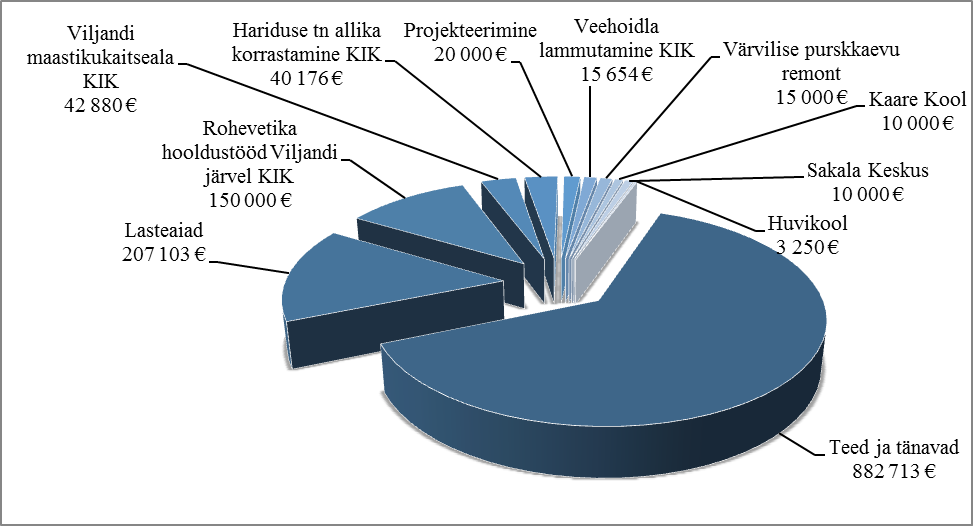 Viljandi
maastikukaitseala
KIK
42 880 €
Hariduse tn allika
korrastamine KIK
40 176 €
Projekteerimine
20 000 €
Veehoidla
lammutamine KIK
15 654 €
Värvilise purskkaevu
remont
15 000 €
Kaare Kool
10 000 €
Sakala Keskus
10 000 €
Huvikool
3 250 €
Rohevetika
hooldustööd Viljandi
järvel KIK
150 000 €
Lasteaiad
207 103 €
Teed ja tänavad
882 713 €